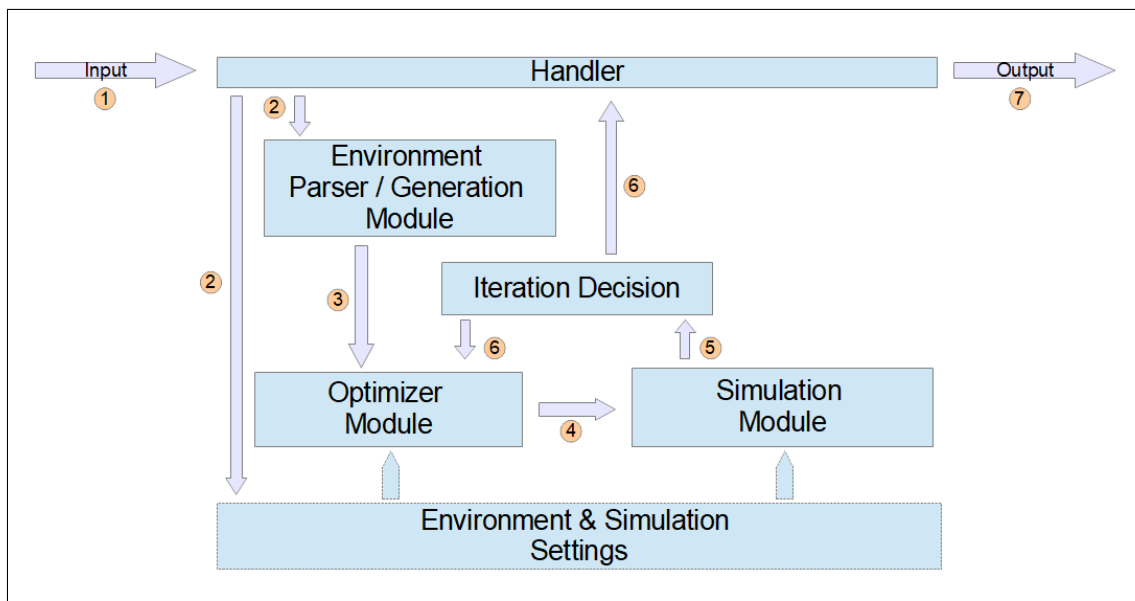 Input
Handler
Output
1
7
2
Environment
Parser / Generation
Module
6
2
3
Iteration Decision
6
5
Optimizer
Module
4
Simulation
Module
Environment & Simulation
Settings